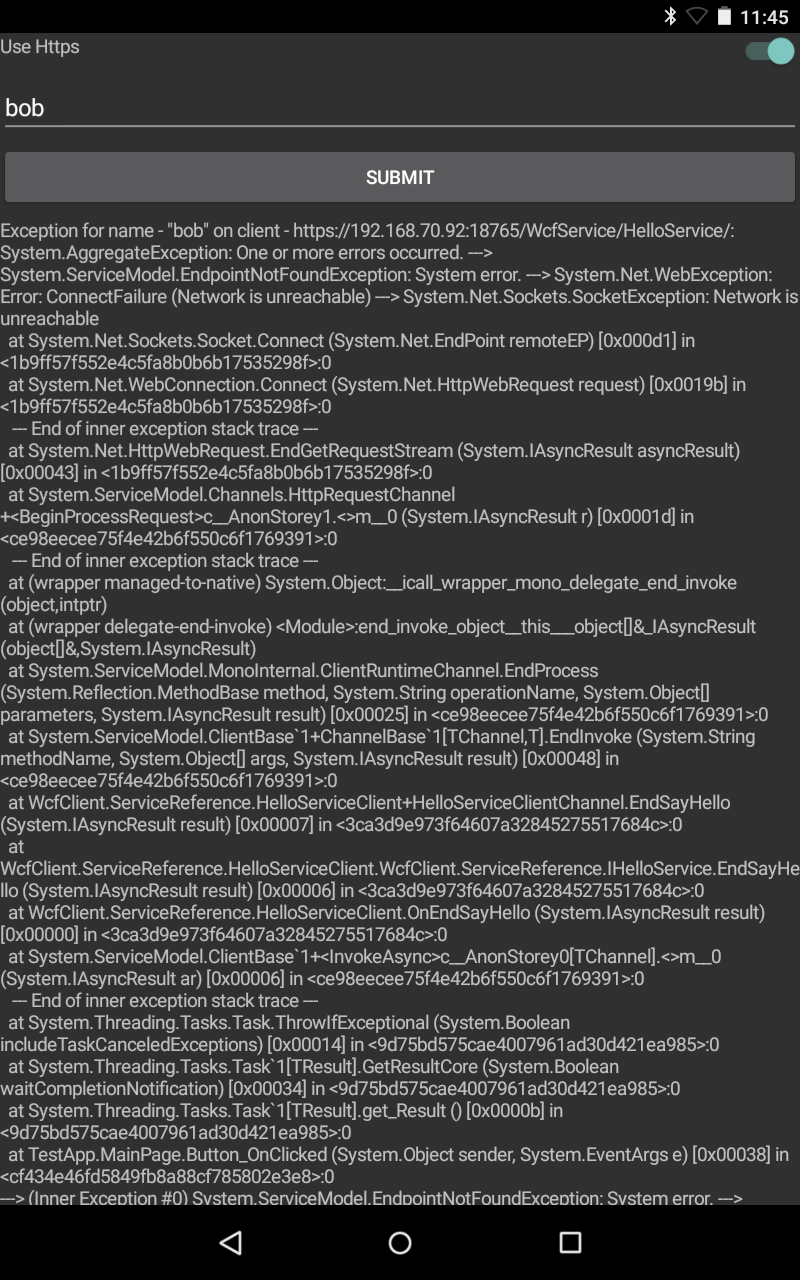 11:45
Use Https
bob
SUBMIT
Exception for name - "bob" on client - https://192.168.70.92:18765/WcfService/HelloService/:
System.AggregateException: One or more errors occurred. --->
System.ServiceModel.EndpointNotFoundException: System error. ---> System.Net.WebException:
Error: ConnectFailure (Network is unreachable) ---> System.Net.Sockets.SocketException: Network is
unreachable
at System.Net.Sockets.Socket.Connect (System.Net.EndPoint remoteEP) [0x000d1] in
<1b9ff57f552e4c5fa8b0b6b17535298f>:0
at System.Net.WebConnection.Connect (System.Net.HttpWebRequest request) [0x0019b] in
<1b9ff57f552e4c5fa8b0b6b17535298f>:0
--- End of inner exception stack trace ---
at System.Net.HttpWebRequest.EndGetRequestStream (System.IAsyncResult asyncResult)
[0x00043] in <1b9ff57f552e4c5fa8b0b6b17535298f>:0
at System.ServiceModel.Channels.HttpRequestChannel
+<BeginProcessRequest>c__AnonStorey1.<>m__0 (System.IAsyncResult r) [0x0001d] in
<ce98eecee75f4e42b6f550c6f1769391>:0
--- End of inner exception stack trace ---
at (wrapper managed-to-native) System.Object:__icall_wrapper_mono_delegate_end_invoke
(object,intptr)
at (wrapper delegate-end-invoke) <Module>:end_invoke_object__this___object[]&_IAsyncResult
(object[]&,System.IAsyncResult)
at System.ServiceModel.MonoInternal.ClientRuntimeChannel.EndProcess
(System.Reflection.MethodBase method, System.String operationName, System.Object[]
parameters, System.IAsyncResult result) [0x00025] in <ce98eecee75f4e42b6f550c6f1769391>:0
at System.ServiceModel.ClientBase`1+ChannelBase`1[TChannel,T].EndInvoke (System.String
methodName, System.Object[] args, System.IAsyncResult result) [0x00048] in
<ce98eecee75f4e42b6f550c6f1769391>:0
at WcfClient.ServiceReference.HelloServiceClient+HelloServiceClientChannel.EndSayHello
(System.IAsyncResult result) [0x00007] in <3ca3d9e973f64607a32845275517684c>:0
at
WcfClient.ServiceReference.HelloServiceClient.WcfClient.ServiceReference.IHelloService.EndSayHe
llo (System.IAsyncResult result) [0x00006] in <3ca3d9e973f64607a32845275517684c>:0
at WcfClient.ServiceReference.HelloServiceClient.OnEndSayHello (System.IAsyncResult result)
[0x00000] in <3ca3d9e973f64607a32845275517684c>:0
at System.ServiceModel.ClientBase`1+<InvokeAsync>c__AnonStorey0[TChannel].<>m__0
(System.IAsyncResult ar) [0x00006] in <ce98eecee75f4e42b6f550c6f1769391>:0
--- End of inner exception stack trace ---
at System.Threading.Tasks.Task.ThrowIfExceptional (System.Boolean
includeTaskCanceledExceptions) [0x00014] in <9d75bd575cae4007961ad30d421ea985>:0
at System.Threading.Tasks.Task`1[TResult].GetResultCore (System.Boolean
waitCompletionNotification) [0x00034] in <9d75bd575cae4007961ad30d421ea985>:0
at System.Threading.Tasks.Task`1[TResult].get_Result () [0x0000b] in
<9d75bd575cae4007961ad30d421ea985>:0
at TestApp.MainPage.Button_OnClicked (System.Object sender, System.EventArgs e) [0x00038] in
<cf434e46fd5849fb8a88cf785802e3e8>:0
---> (Inner Exception #0) System.ServiceModel.EndpointNotFoundException: System error. --->